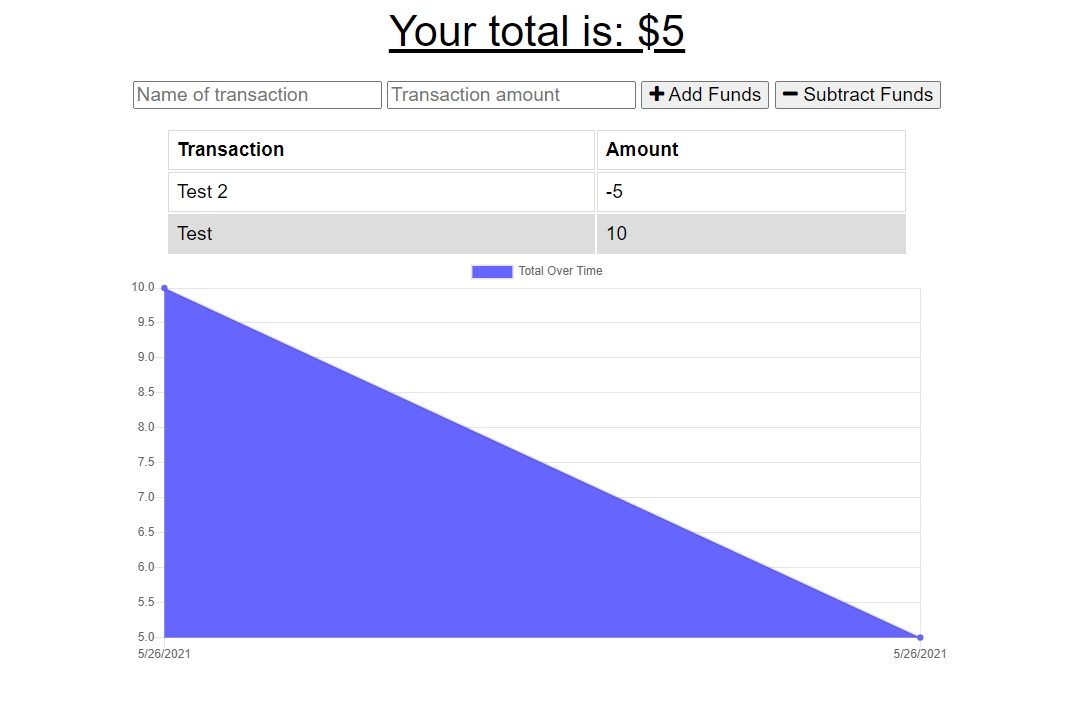 Your total is: $5
Name of transaction Transaction amount Add Funds Subtract Funds
Transaction Amount
Test 2 -5
Test 10
Total Over Time
10.0
9.5
9.0
8.5
8.0
7.5
7.0
6.5
6.0
5.5
5.0
5/26/2021 5/26/2021